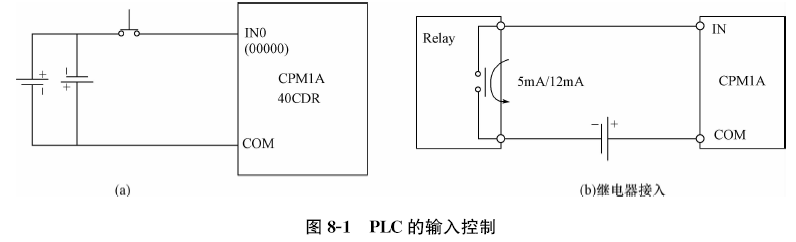 IN0
(00000)
CPM1A
40CDR
COM
+
−
−
+
(a)
Relay
5mA/12mA
IN
CPM1A
COM
− +
(b)继电器接入
图 8-1 PLC 的输入控制